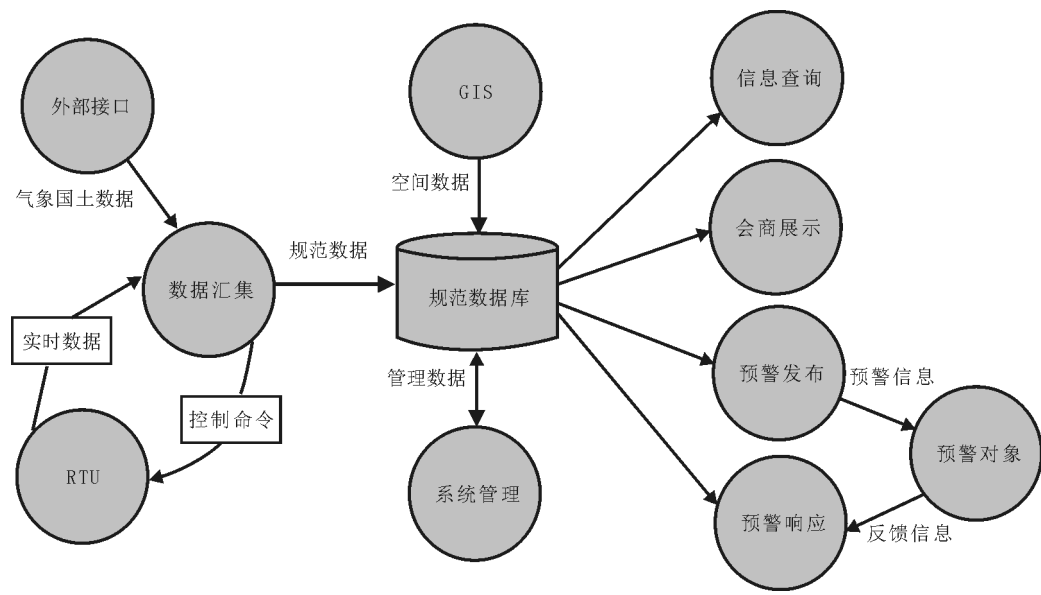 外部接口
GIS
信息查询
气象国土数据
空间数据
会商展示
数据汇集
规范数据
规范数据库
实时数据
管理数据
预警发布
预警信息
控制命令
预警对象
RTU
系统管理
预警响应
反馈信息